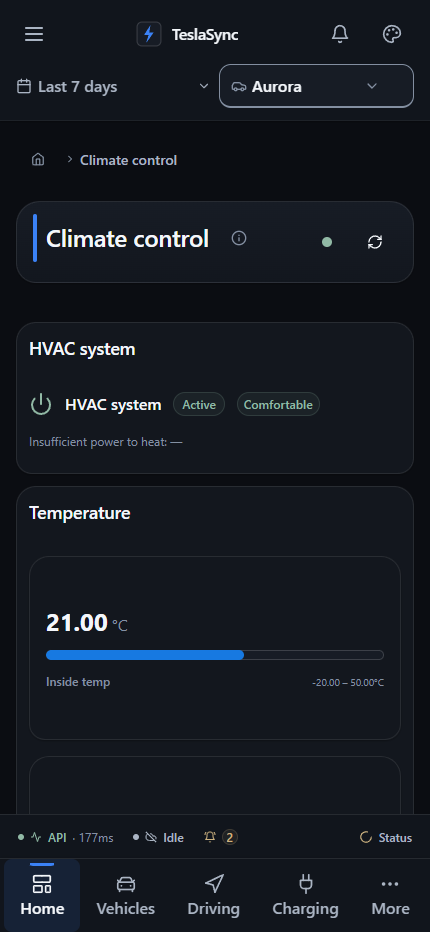 TeslaSync
Last 7 days
Aurora
Climate control
Climate control
HVAC system
HVAC system Active Comfortable
Insufficient power to heat: —
Temperature
21.00 °C
Inside temp -20.00 – 50.00°C
API · 177ms Idle 2 Status
Home Vehicles Driving Charging More